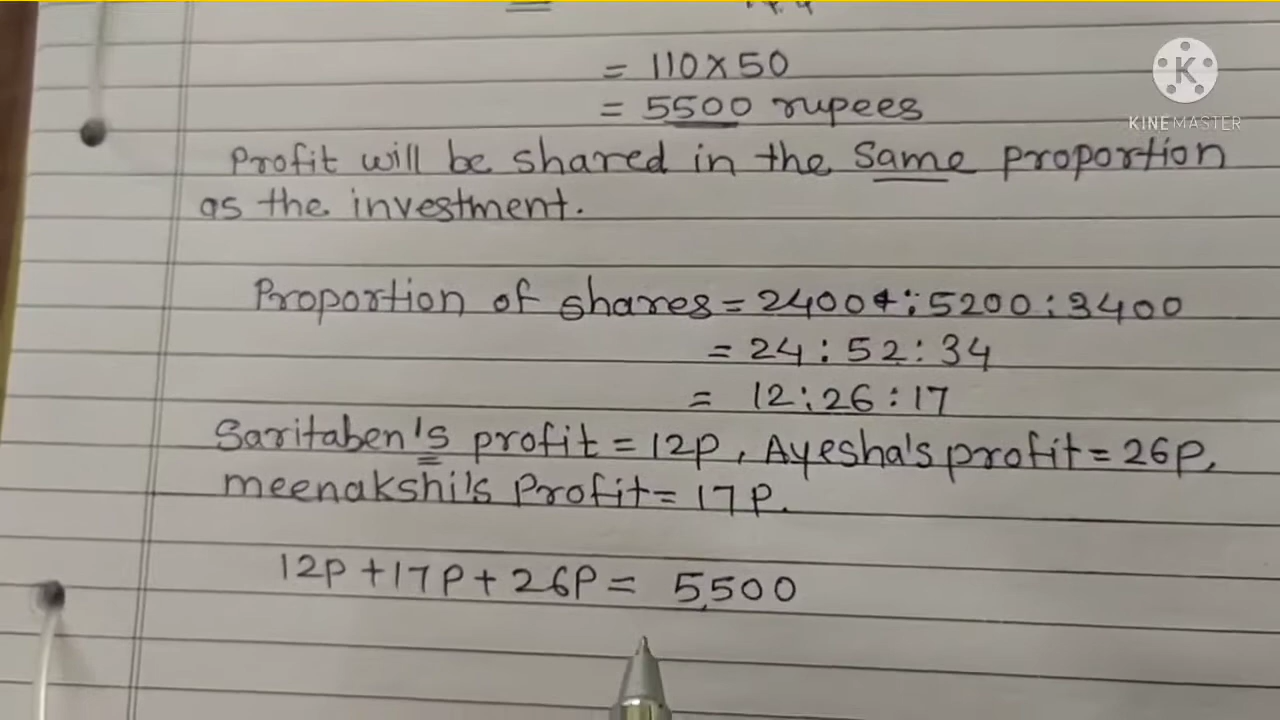 = 110 x 50
= 5500 rupees
Profit will be shared in the same proportion
as the investment.
Proportion of shares = 2400 : 5200 : 3400
= 24 : 52 : 34
= 12 : 26 : 17
Saritaben's profit = 12p, Ayesha's profit = 26p,
meenakshi's Profit = 17p.
12p + 17p + 26p = 5,500
KINEMASTER